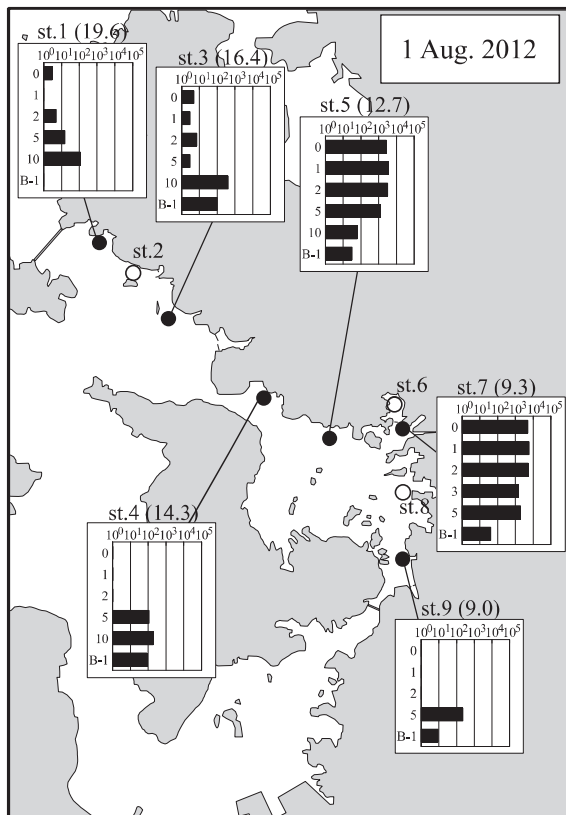 1 Aug. 2012
st.1 (19.6)
10⁰10¹10²10³10⁴10⁵
0
1
2
5
10
B-1
st.3 (16.4)
10⁰10¹10²10³10⁴10⁵
0
1
2
5
10
B-1
st.5 (12.7)
10⁰10¹10²10³10⁴10⁵
0
1
2
5
10
B-1
st.2
st.6
st.7 (9.3)
10⁰10¹10²10³10⁴10⁵
0
1
2
3
5
B-1
st.8
st.4 (14.3)
10⁰10¹10²10³10⁴10⁵
0
1
2
5
10
B-1
st.9 (9.0)
10⁰10¹10²10³10⁴10⁵
0
1
2
5
B-1